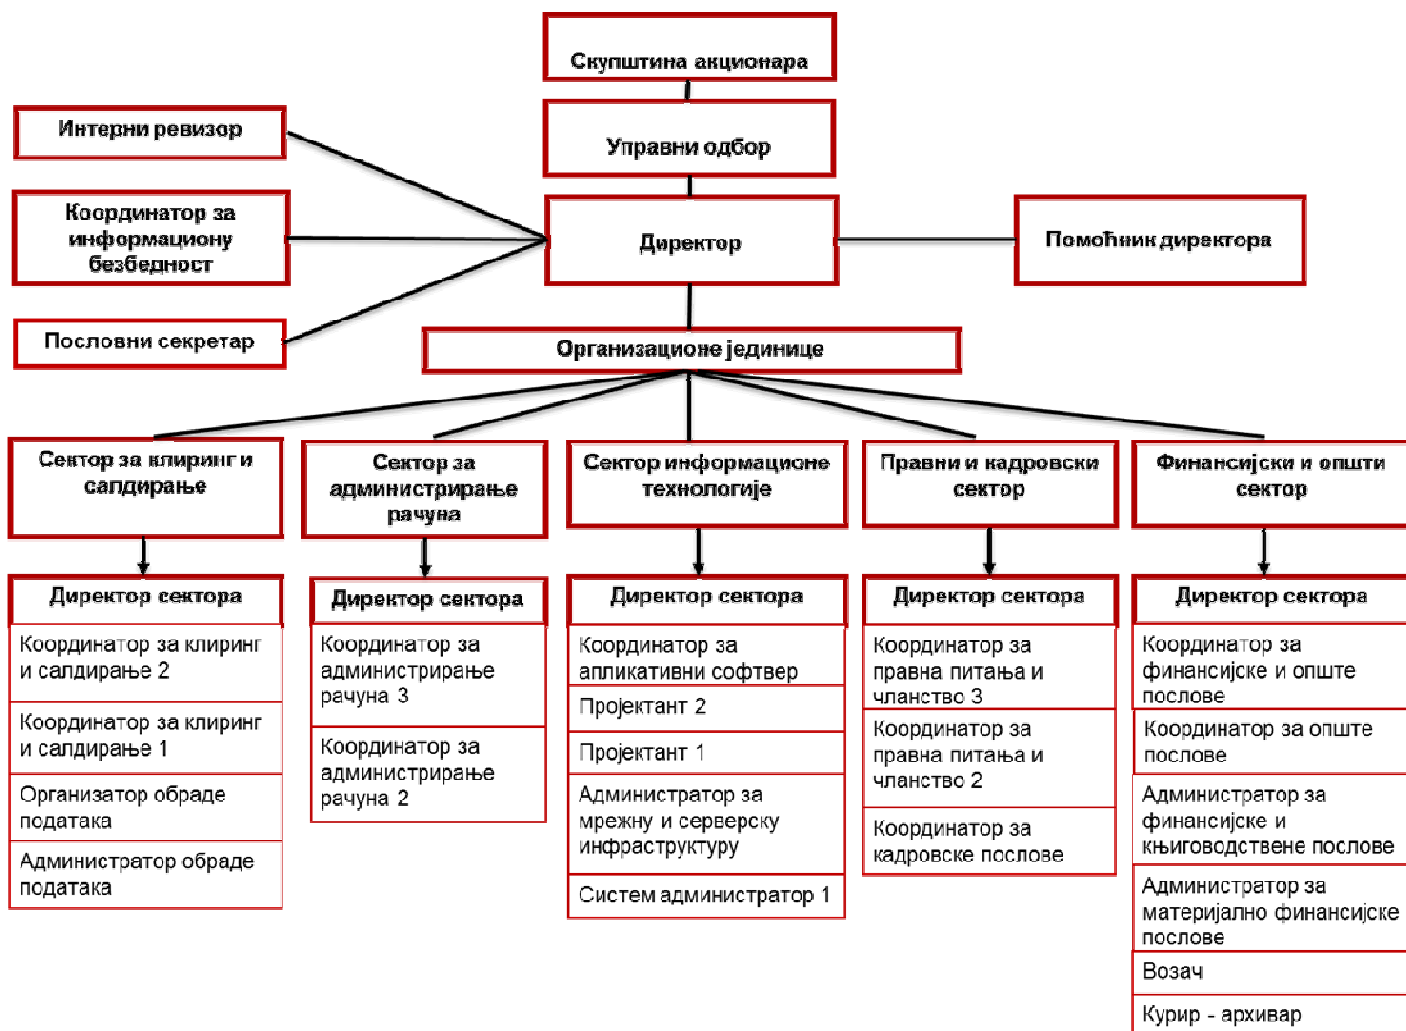 Скупштина акционара
Управни одбор
Интерни ревизор
Координатор за
информациону
безбедност
Пословни секретар
Директор
Помоћник директора
Организационе јединице
Сектор за клиринг и
салдирање
Сектор за
администрирање
рачуна
Сектор информационе
технологије
Правни и кадровски
сектор
Финансијски и општи
сектор
Директор сектора
Координатор за клиринг
и салдирање 2
Координатор за клиринг
и салдирање 1
Организатор обраде
података
Администратор обраде
података
Директор сектора
Координатор за
администрирање
рачуна 3
Координатор за
администрирање
рачуна 2
Директор сектора
Координатор за
апликативни софтвер
Пројектант 2
Пројектант 1
Администратор за
мрежну и серверску
инфраструктуру
Систем администратор 1
Директор сектора
Координатор за
правна питања и
чланство 3
Координатор за
правна питања и
чланство 2
Координатор за
кадровске послове
Директор сектора
Координатор за
финансијске и опште
послове
Координатор за опште
послове
Администратор за
финансијске и
књиговодствене послове
Администратор за
материјално финансијске
послове
Возач
Курир - архивар